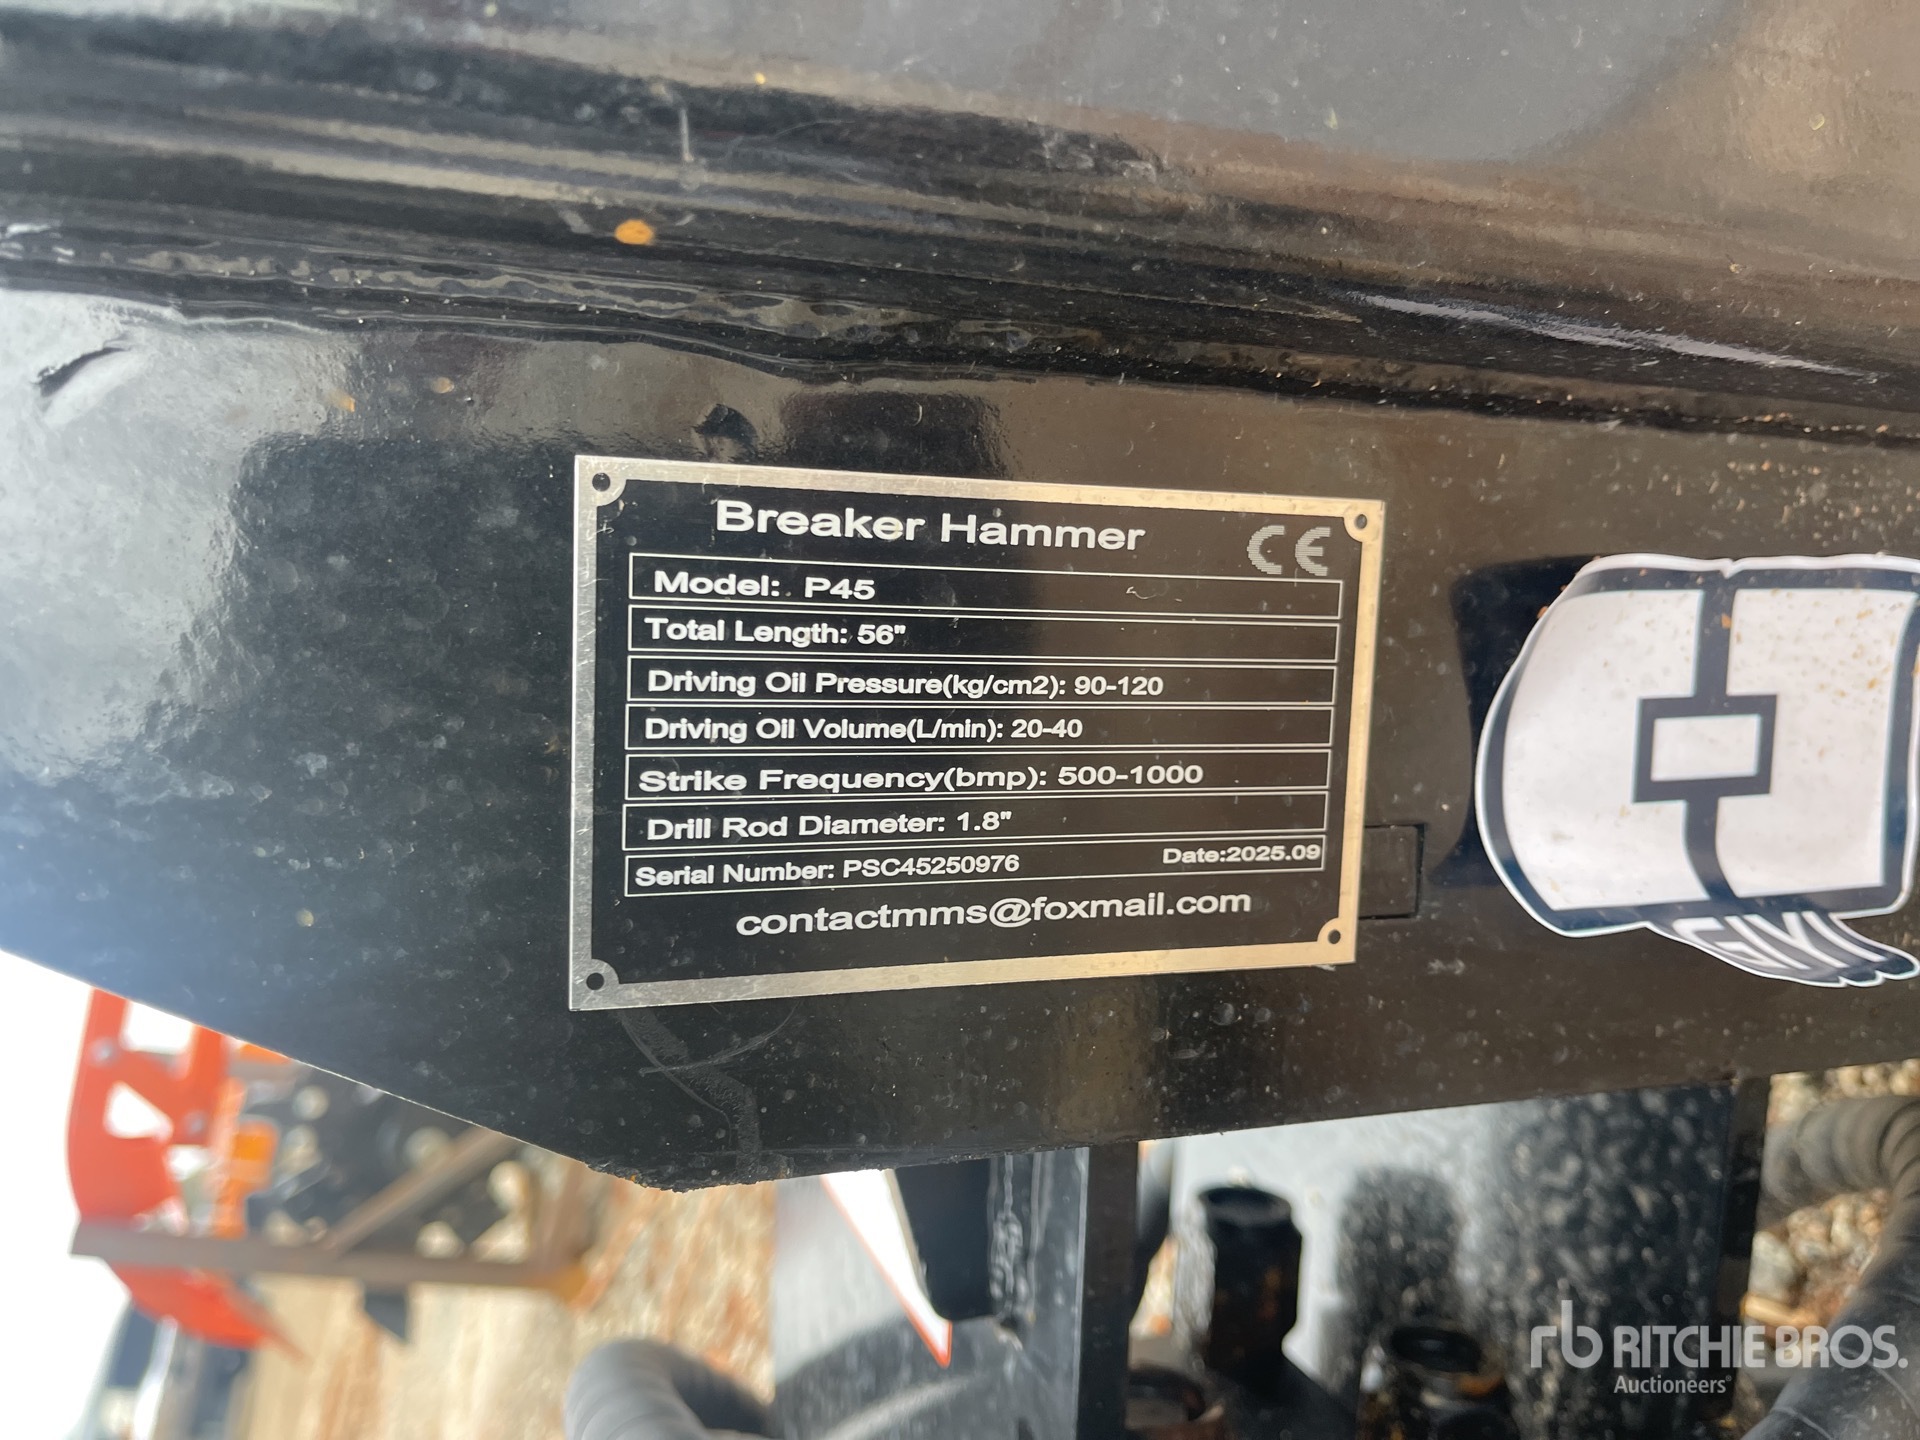 Breaker Hammer
CE
Model: P45
Total Length: 56"
Driving Oil Pressure(kg/cm2): 90-120
Driving Oil Volume(L/min): 20-40
Strike Frequency(bmp): 500-1000
Drill Rod Diameter: 1.8"
Serial Number: PSC45250976 Date:2025.09
contactmms@foxmail.com
GIYI
rb RITCHIE BROS.
Auctioneers